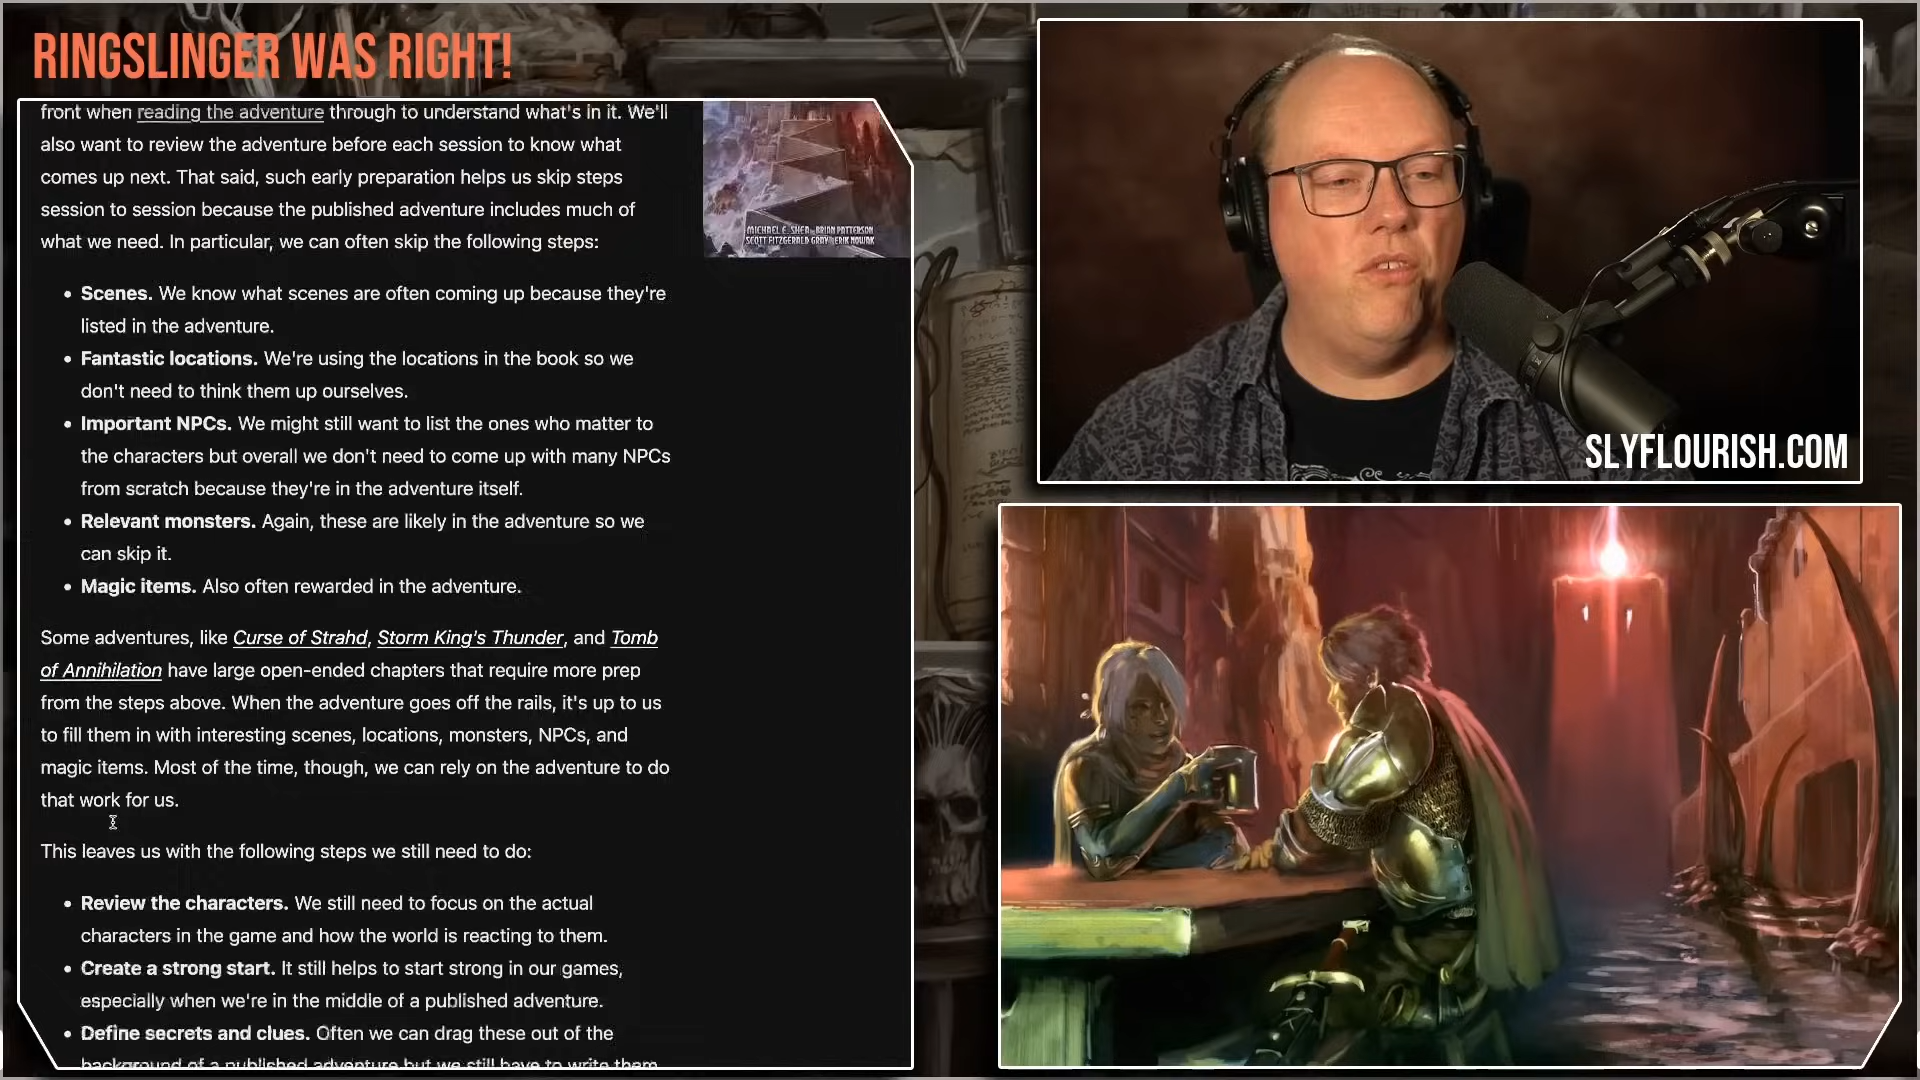 RINGSLINGER WAS RIGHT!
front when reading the adventure through to understand what's in it. We'll
also want to review the adventure before each session to know what
comes up next. That said, such early preparation helps us skip steps
session to session because the published adventure includes much of
what we need. In particular, we can often skip the following steps:
• Scenes. We know what scenes are often coming up because they're
listed in the adventure.
• Fantastic locations. We're using the locations in the book so we
don't need to think them up ourselves.
• Important NPCs. We might still want to list the ones who matter to
the characters but overall we don't need to come up with many NPCs
from scratch because they're in the adventure itself.
• Relevant monsters. Again, these are likely in the adventure so we
can skip it.
• Magic items. Also often rewarded in the adventure.
Some adventures, like Curse of Strahd, Storm King's Thunder, and Tomb
of Annihilation have large open-ended chapters that require more prep
from the steps above. When the adventure goes off the rails, it's up to us
to fill them in with interesting scenes, locations, monsters, NPCs, and
magic items. Most of the time, though, we can rely on the adventure to do
that work for us.
This leaves us with the following steps we still need to do:
• Review the characters. We still need to focus on the actual
characters in the game and how the world is reacting to them.
• Create a strong start. It still helps to start strong in our games,
especially when we're in the middle of a published adventure.
• Define secrets and clues. Often we can drag these out of the
background of a published adventure but we still have to write them
MICHAEL E. SHEA BRIAN PATTERSON
SCOTT FITZGERALD GRAY ERIK NOWAK
SLYFLOURISH.COM